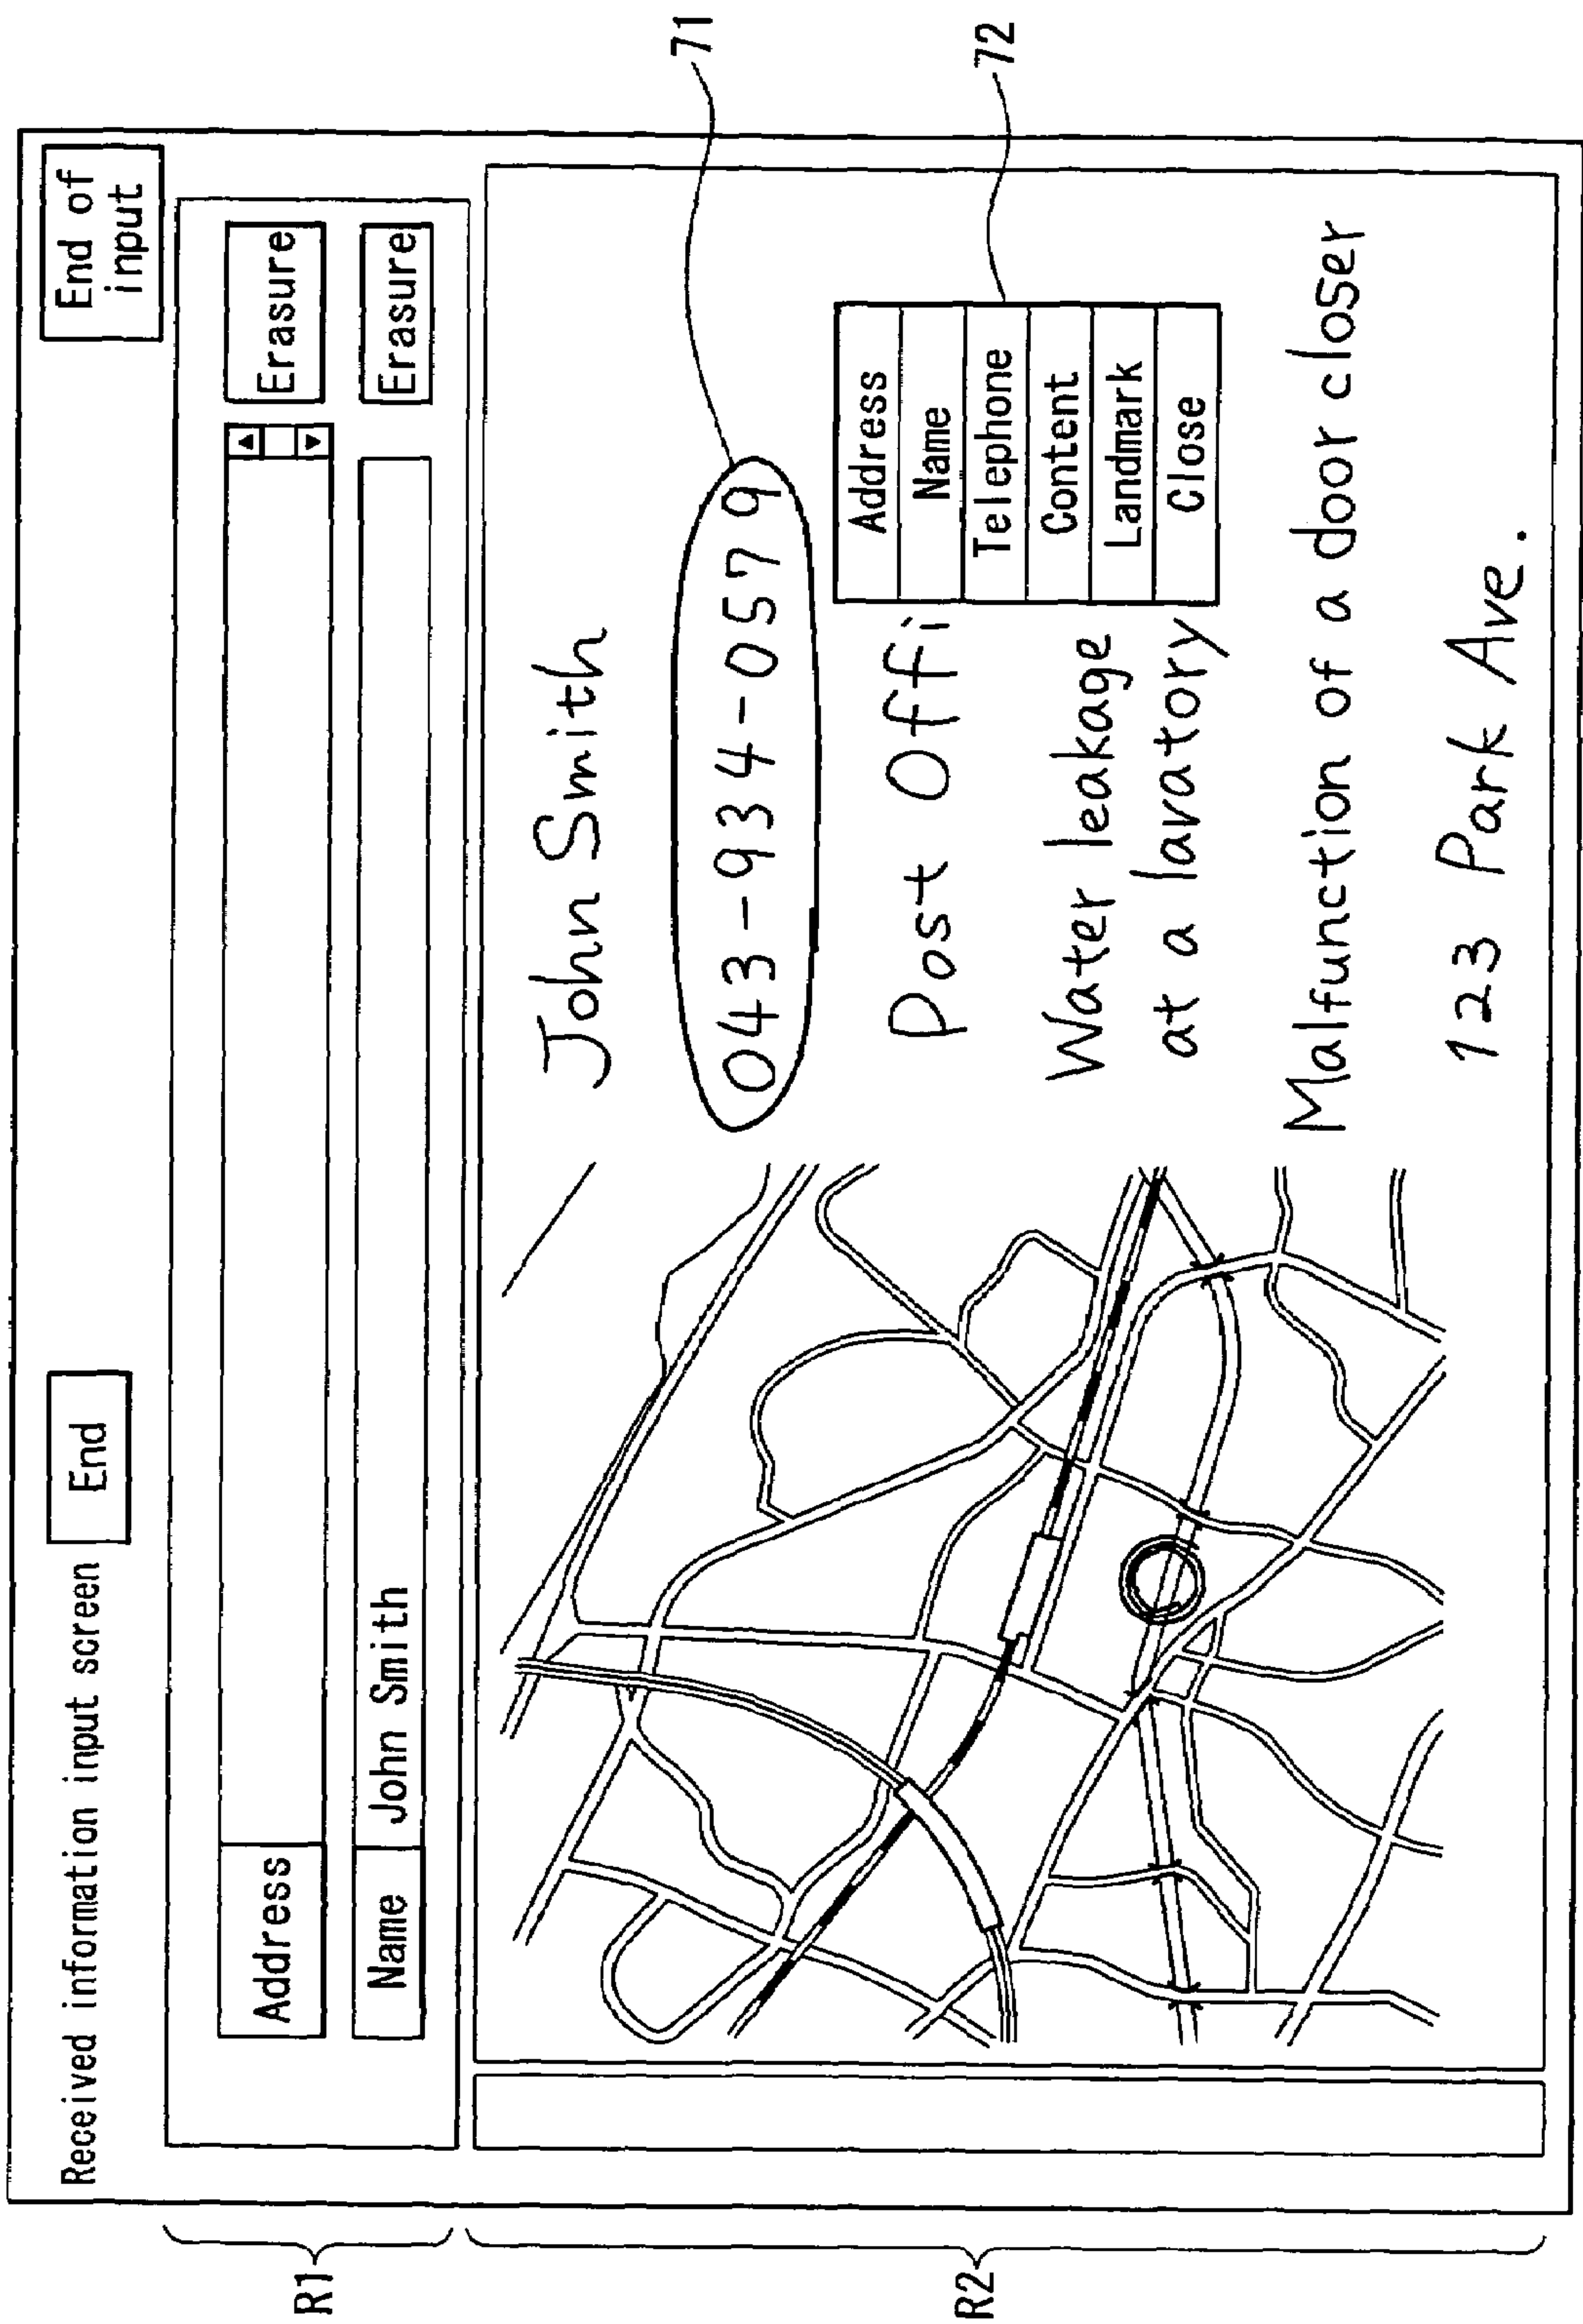 End of
input
Received information input screen
End
Address
Erasure
Name
John Smith
Erasure
R1
R2
John Smith
043-934-0579
71
Post Offi
Water leakage
at a lavatory
Address
Name
Telephone
Content
Landmark
Close
72
Malfunction of a door closer
123 Park Ave.